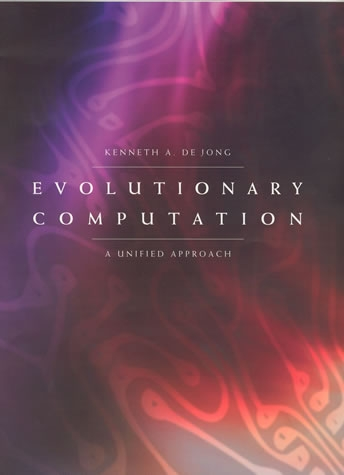 KENNETH A. DE JONG
EVOLUTIONARY
COMPUTATION
A UNIFIED APPROACH